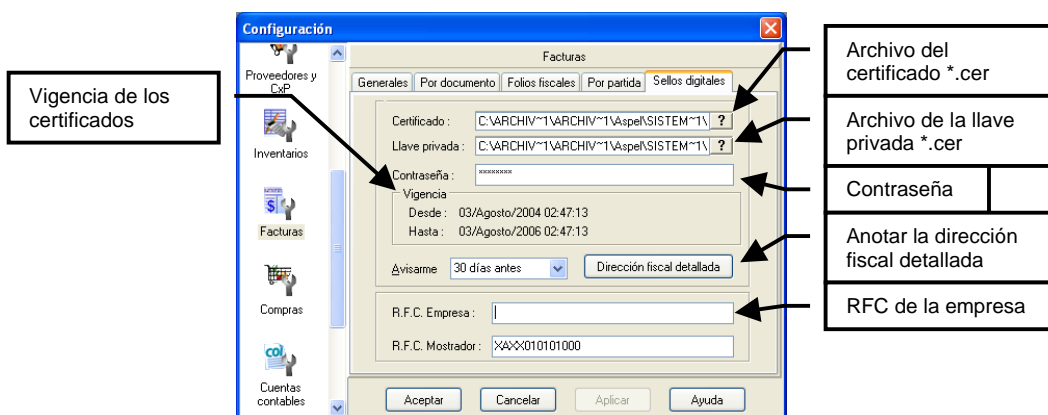 Configuración
Proveedores y
CxP
Inventarios
Facturas
Compras
Cuentas
contables
Facturas
Generales
Por documento
Folios fiscales
Por partida
Sellos digitales
Certificado :
C:\ARCHIV~1\ARCHIV~1\Aspel\SISTEM~1\
?
Llave privada :
C:\ARCHIV~1\ARCHIV~1\Aspel\SISTEM~1\
?
Contraseña :
********
Vigencia
Desde : 03/Agosto/2004 02:47:13
Hasta : 03/Agosto/2006 02:47:13
Avisarme
30 días antes
Dirección fiscal detallada
R.F.C. Empresa :
R.F.C. Mostrador :
XAXX010101000
Aceptar
Cancelar
Aplicar
Ayuda
Vigencia de los
certificados
Archivo del
certificado *.cer
Archivo de la llave
privada *.cer
Contraseña
Anotar la dirección
fiscal detallada
RFC de la empresa